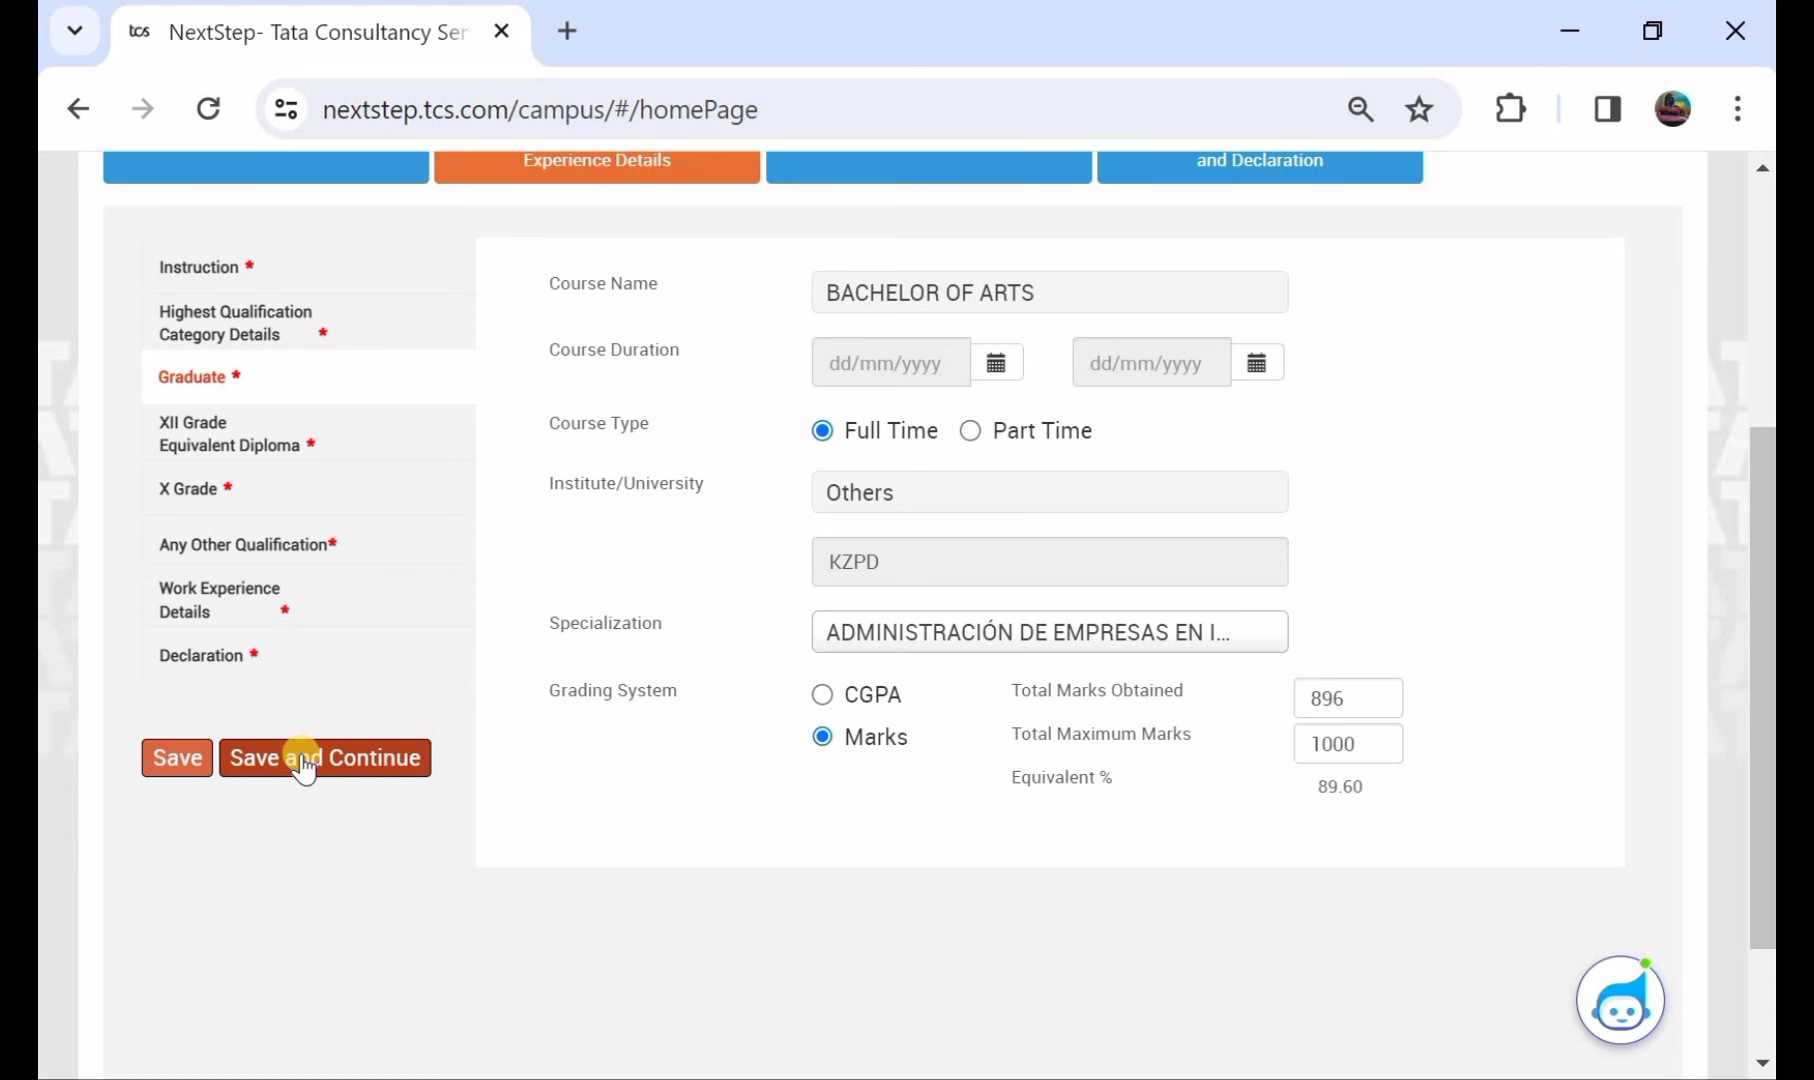 tcs NextStep- Tata Consultancy Ser
nextstep.tcs.com/campus/#/homePage
Experience Details
and Declaration
Instruction *
Highest Qualification
Category Details *
Graduate *
XII Grade
Equivalent Diploma *
X Grade *
Any Other Qualification*
Work Experience
Details *
Declaration *
Save Save and Continue
Course Name BACHELOR OF ARTS
Course Duration dd/mm/yyyy dd/mm/yyyy
Course Type Full Time Part Time
Institute/University Others
KZPD
Specialization ADMINISTRACIÓN DE EMPRESAS EN I...
Grading System CGPA Total Marks Obtained 896
Marks Total Maximum Marks 1000
Equivalent % 89.60